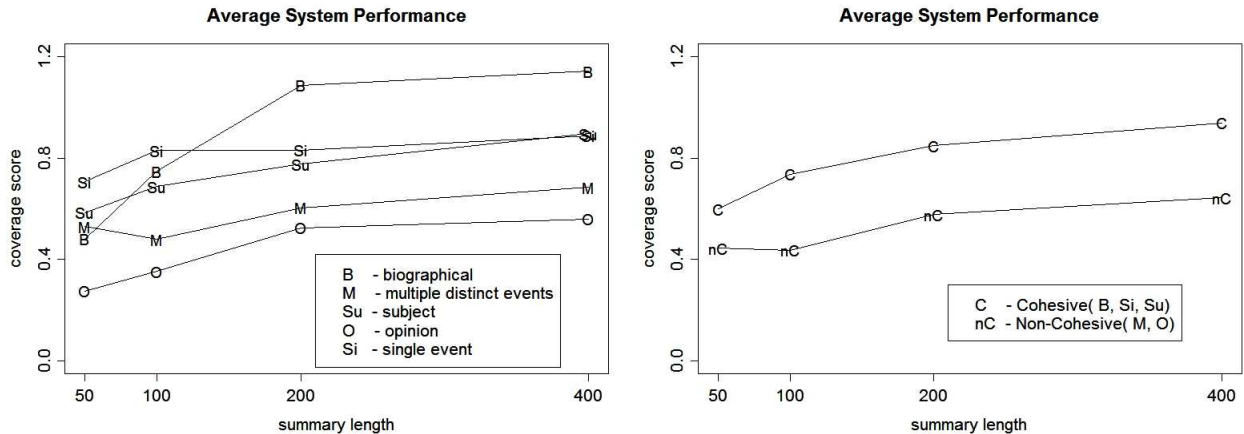 Average System Performance
coverage score
1.2
0.8
0.4
0.0
B
B
B
B
Si
Si
Si
Si
Su
Su
Su
Su
M
M
M
M
O
O
O
O
B - biographical
M - multiple distinct events
Su - subject
O - opinion
Si - single event
50 100 200 400
summary length
Average System Performance
coverage score
1.2
0.8
0.4
0.0
C
C
C
C
nC
nC
nC
nC
C - Cohesive( B, Si, Su)
nC - Non-Cohesive( M, O)
50 100 200 400
summary length